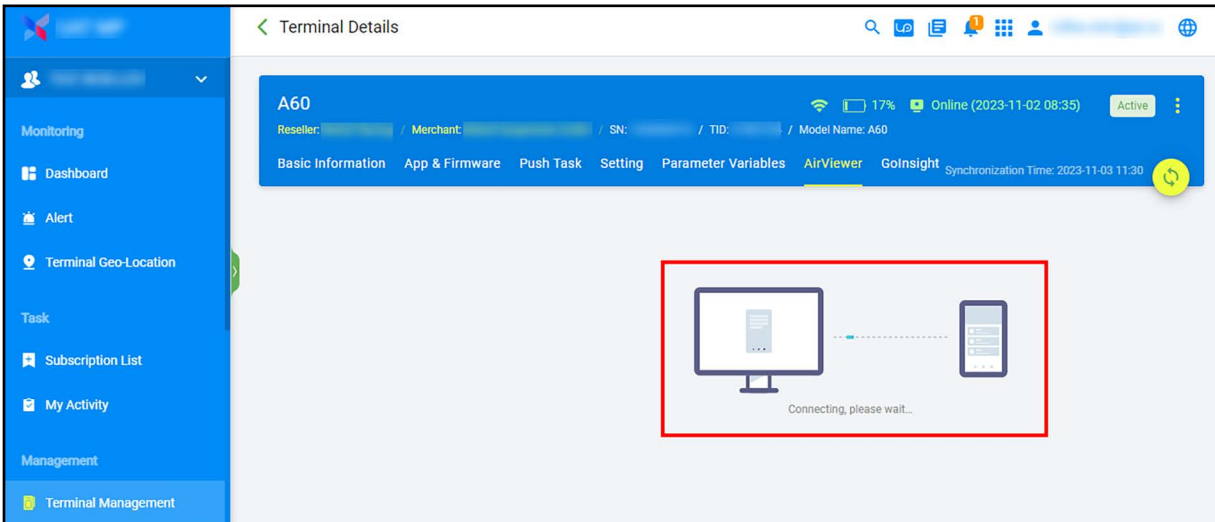 Terminal Details
1
Monitoring
Dashboard
Alert
Terminal Geo-Location
Task
Subscription List
My Activity
Management
Terminal Management
A60
17% Online (2023-11-02 08:35) Active
Reseller: / Merchant: / SN: / TID: / Model Name: A60
Basic Information App & Firmware Push Task Setting Parameter Variables AirViewer GoInsight Synchronization Time: 2023-11-03 11:30
Connecting, please wait...